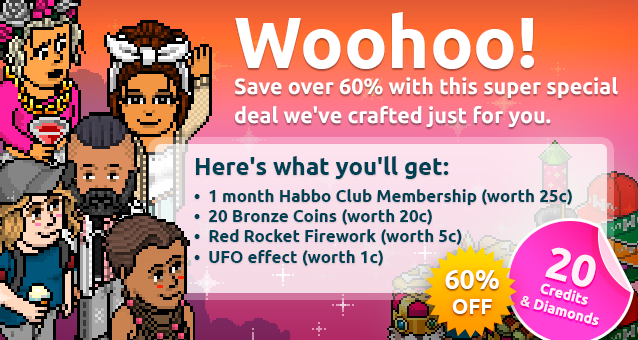 Woohoo!
Save over 60% with this super special
deal we've crafted just for you.
Here's what you'll get:
• 1 month Habbo Club Membership (worth 25c)
• 20 Bronze Coins (worth 20c)
• Red Rocket Firework (worth 5c)
• UFO effect (worth 1c)
60%
OFF
20
Credits
& Diamonds